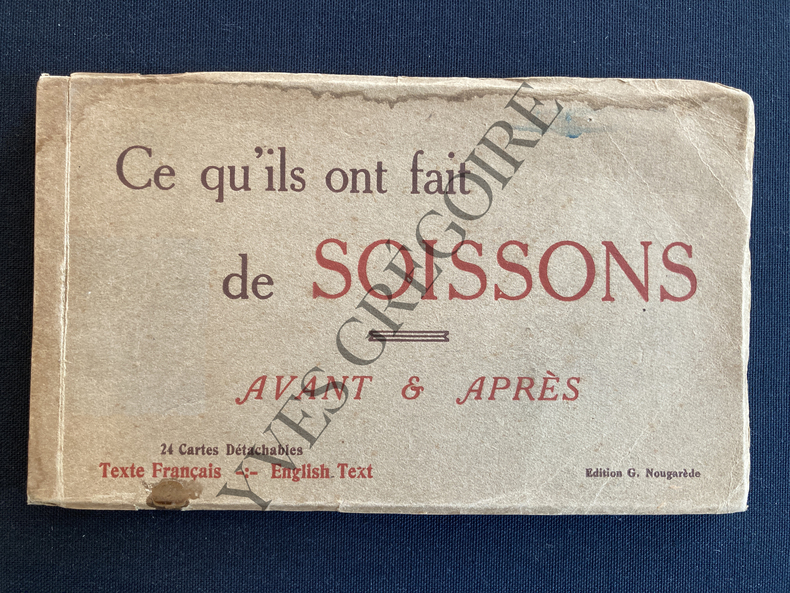 Ce qu'ils ont fait
de SOISSONS
AVANT & APRÈS
24 Cartes Détachables
Texte Français -:- English Text
Edition G. Nougarède
YVES GRÉGOIRE